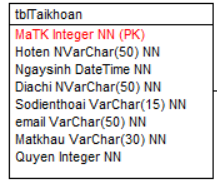 tblTaikhoan
MaTK Integer NN (PK)
Hoten NVarChar(50) NN
Ngaysinh DateTime NN
Diachi NVarChar(50) NN
Sodienthoai VarChar(15) NN
email VarChar(50) NN
Matkhau VarChar(30) NN
Quyen Integer NN